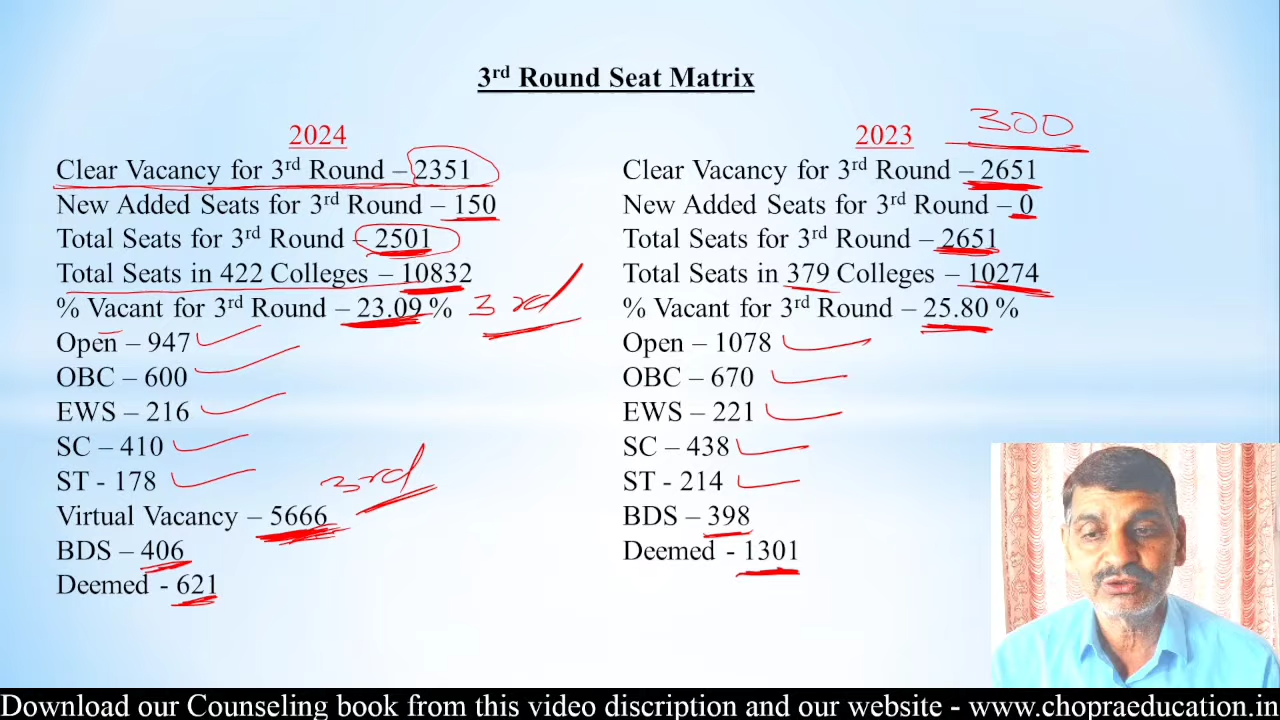 3rd Round Seat Matrix
2024
Clear Vacancy for 3rd Round – 2351
New Added Seats for 3rd Round – 150
Total Seats for 3rd Round – 2501
Total Seats in 422 Colleges – 10832
% Vacant for 3rd Round – 23.09 % 3rd
Open – 947
OBC – 600
EWS – 216
SC – 410
ST - 178
3rd
Virtual Vacancy – 5666
BDS – 406
Deemed - 621
300
2023
Clear Vacancy for 3rd Round – 2651
New Added Seats for 3rd Round – 0
Total Seats for 3rd Round – 2651
Total Seats in 379 Colleges – 10274
% Vacant for 3rd Round – 25.80 %
Open – 1078
OBC – 670
EWS – 221
SC – 438
ST - 214
BDS – 398
Deemed - 1301
Download our Counseling book from this video discription and our website - www.chopraeducation.in